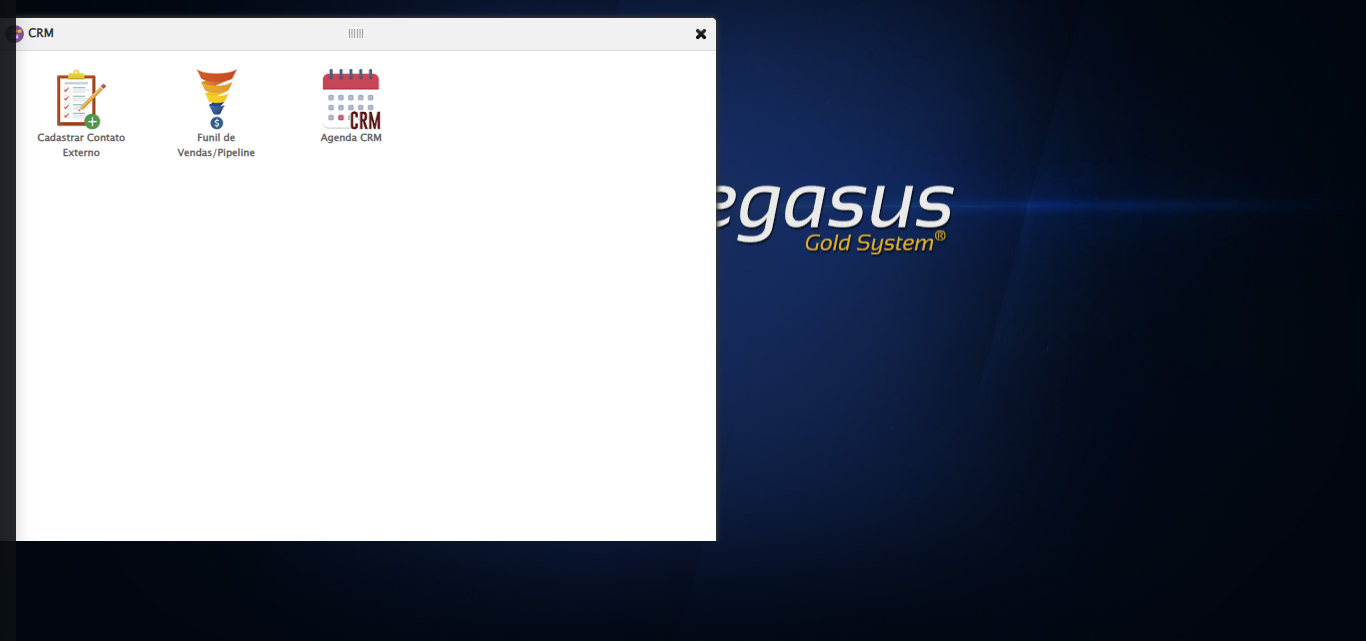 CRM
Cadastrar Contato
Externo
Funil de
Vendas/Pipeline
CRM
Agenda CRM
egasus
Gold System®